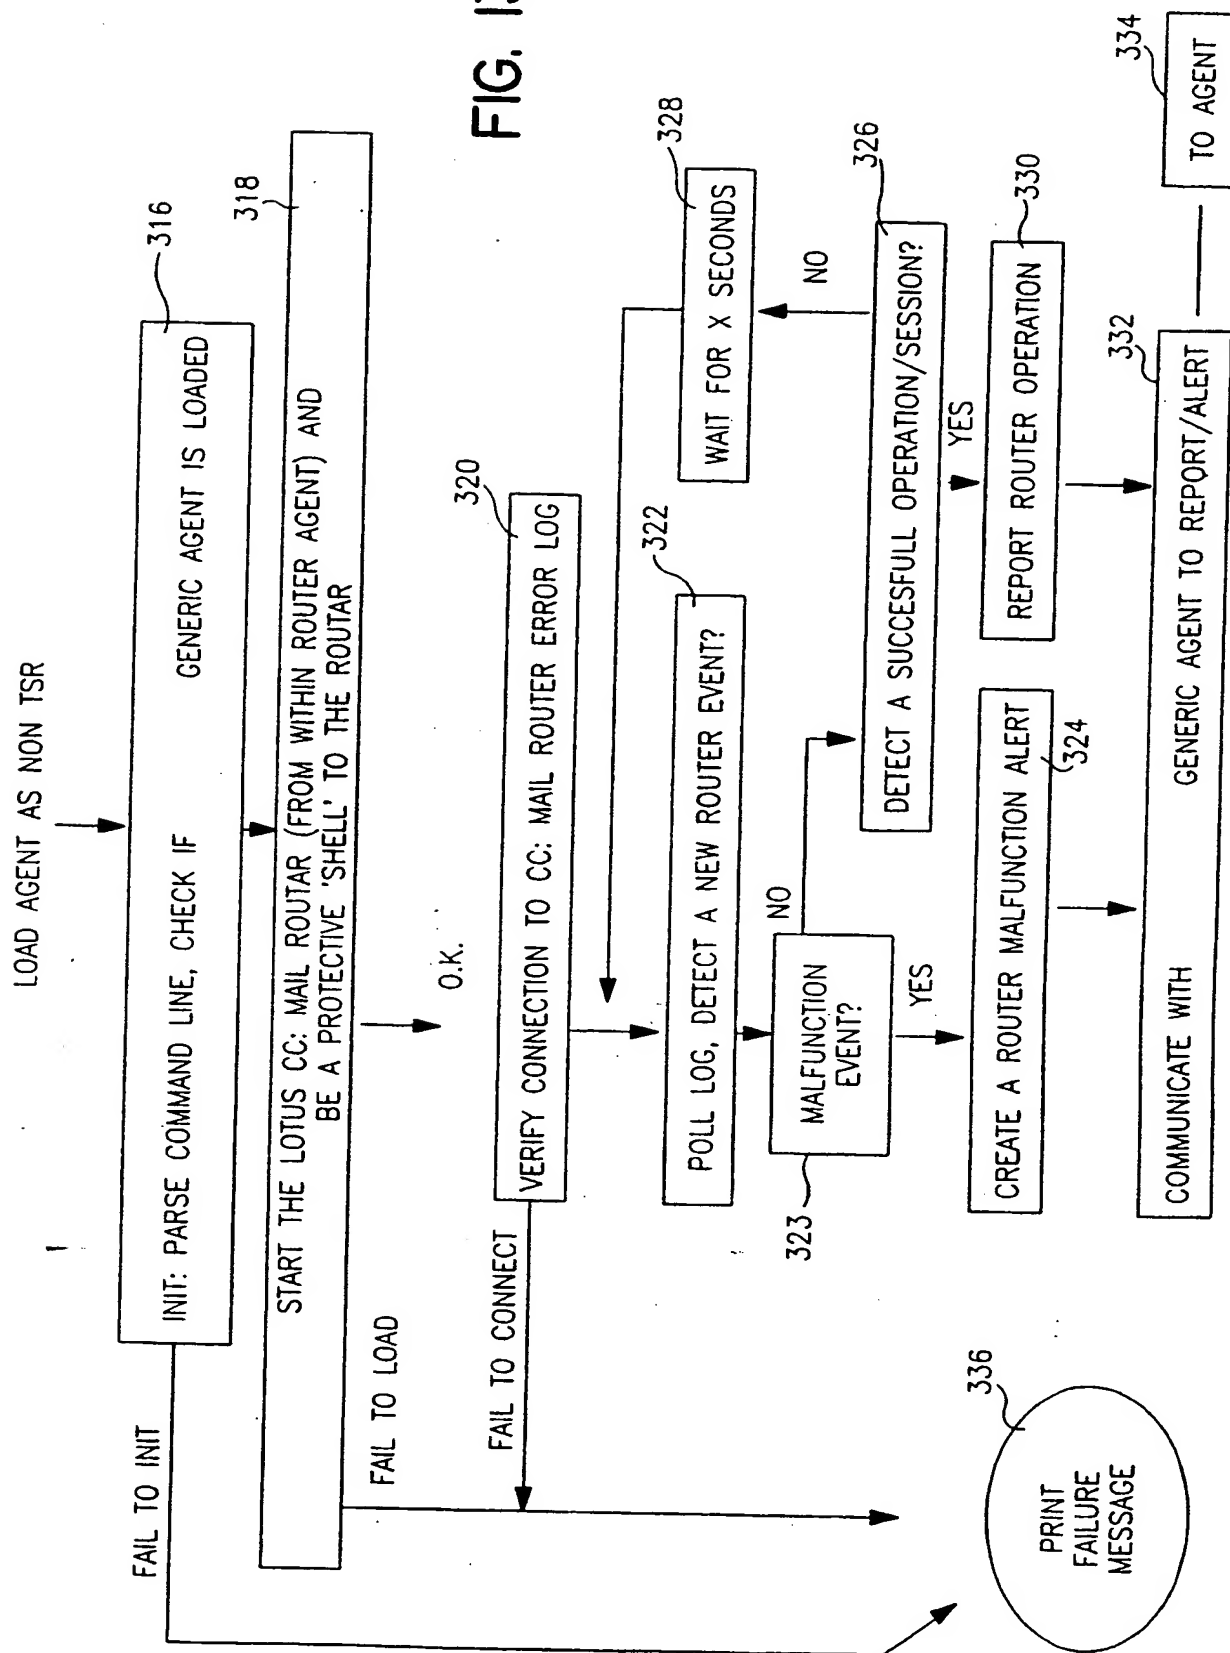 LOAD AGENT AS NON TSR
316
INIT: PARSE COMMAND LINE, CHECK IF GENERIC AGENT IS LOADED
FAIL TO INIT
318
START THE LOTUS CC: MAIL ROUTAR (FROM WITHIN ROUTER AGENT) AND
BE A PROTECTIVE 'SHELL' TO THE ROUTAR
FAIL TO LOAD
O.K.
FIG.
320
VERIFY CONNECTION TO CC: MAIL ROUTER ERROR LOG
FAIL TO CONNECT
328
WAIT FOR X SECONDS
322
POLL LOG, DETECT A NEW ROUTER EVENT?
NO
323
MALFUNCTION
EVENT?
NO
YES
326
DETECT A SUCCESFULL OPERATION/SESSION?
YES
324
CREATE A ROUTER MALFUNCTION ALERT
330
REPORT ROUTER OPERATION
332
COMMUNICATE WITH GENERIC AGENT TO REPORT/ALERT
334
TO AGENT
336
PRINT
FAILURE
MESSAGE